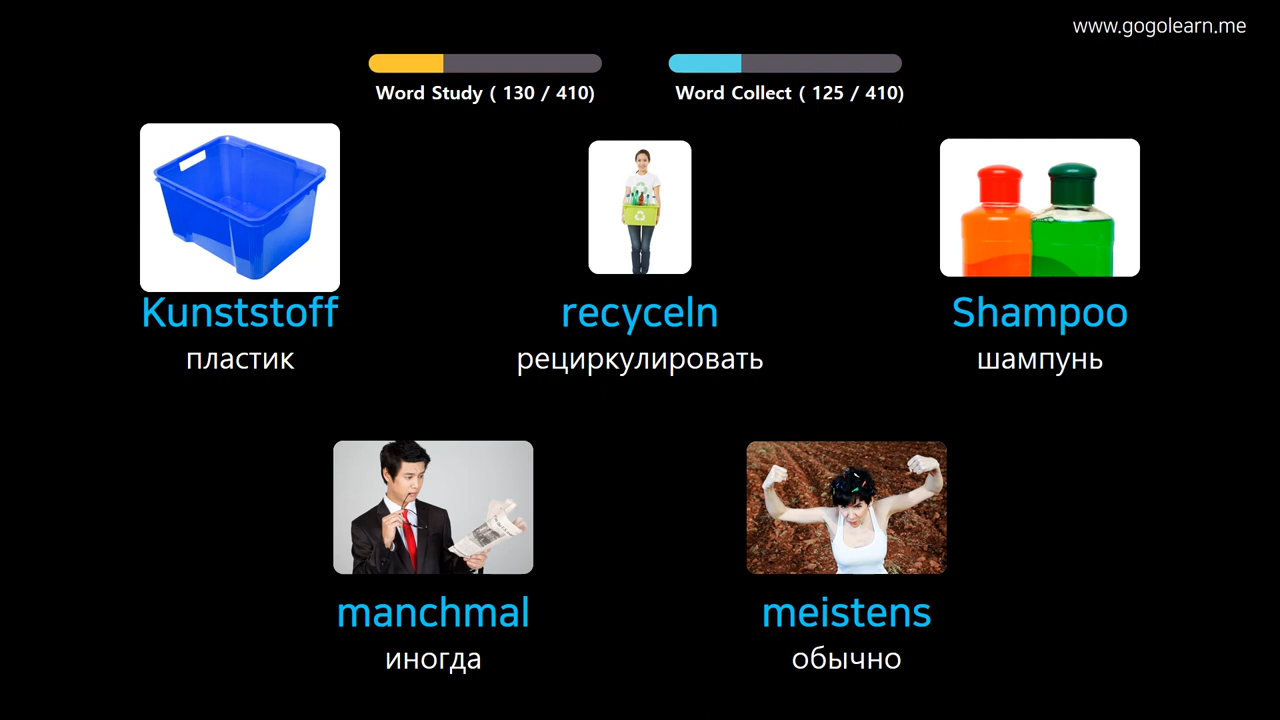 www.gogolearn.me
Word Study ( 130 / 410)
Word Collect ( 125 / 410)
Kunststoff
пластик
recyceln
рециркулировать
Shampoo
шампунь
manchmal
иногда
meistens
обычно